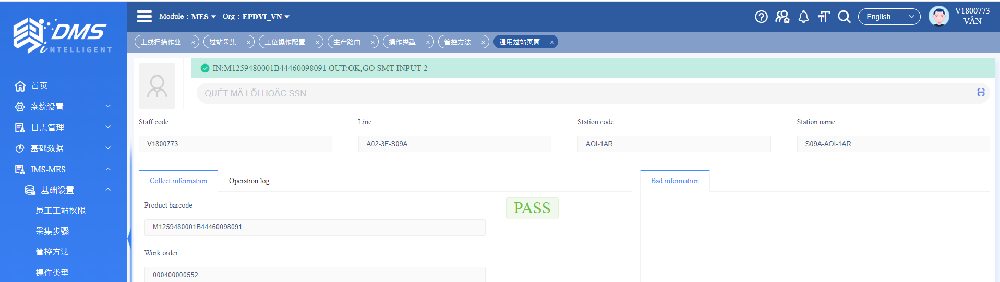 DMS
iNTELLIGENT
首页
系统设置
日志管理
基础数据
IMS-MES
基础设置
员工工站权限
采集步骤
管控方法
操作类型
Module：MES Org：EPDVI_VN
English
V1800773
VÂN
上线扫描作业 × 过站采集 × 工位操作配置 × 生产路由 × 操作类型 × 管控方法 × 通用过站页面 ×
IN:M1259480001B44460098091 OUT:OK,GO SMT INPUT-2
QUÉT MÃ LỖI HOẶC SSN
Staff code Line Station code Station name
V1800773 A02-3F-S09A AOI-1AR S09A-AOI-1AR
Collect information Operation log Bad information
Product barcode
PASS
M1259480001B44460098091
Work order
000400000552